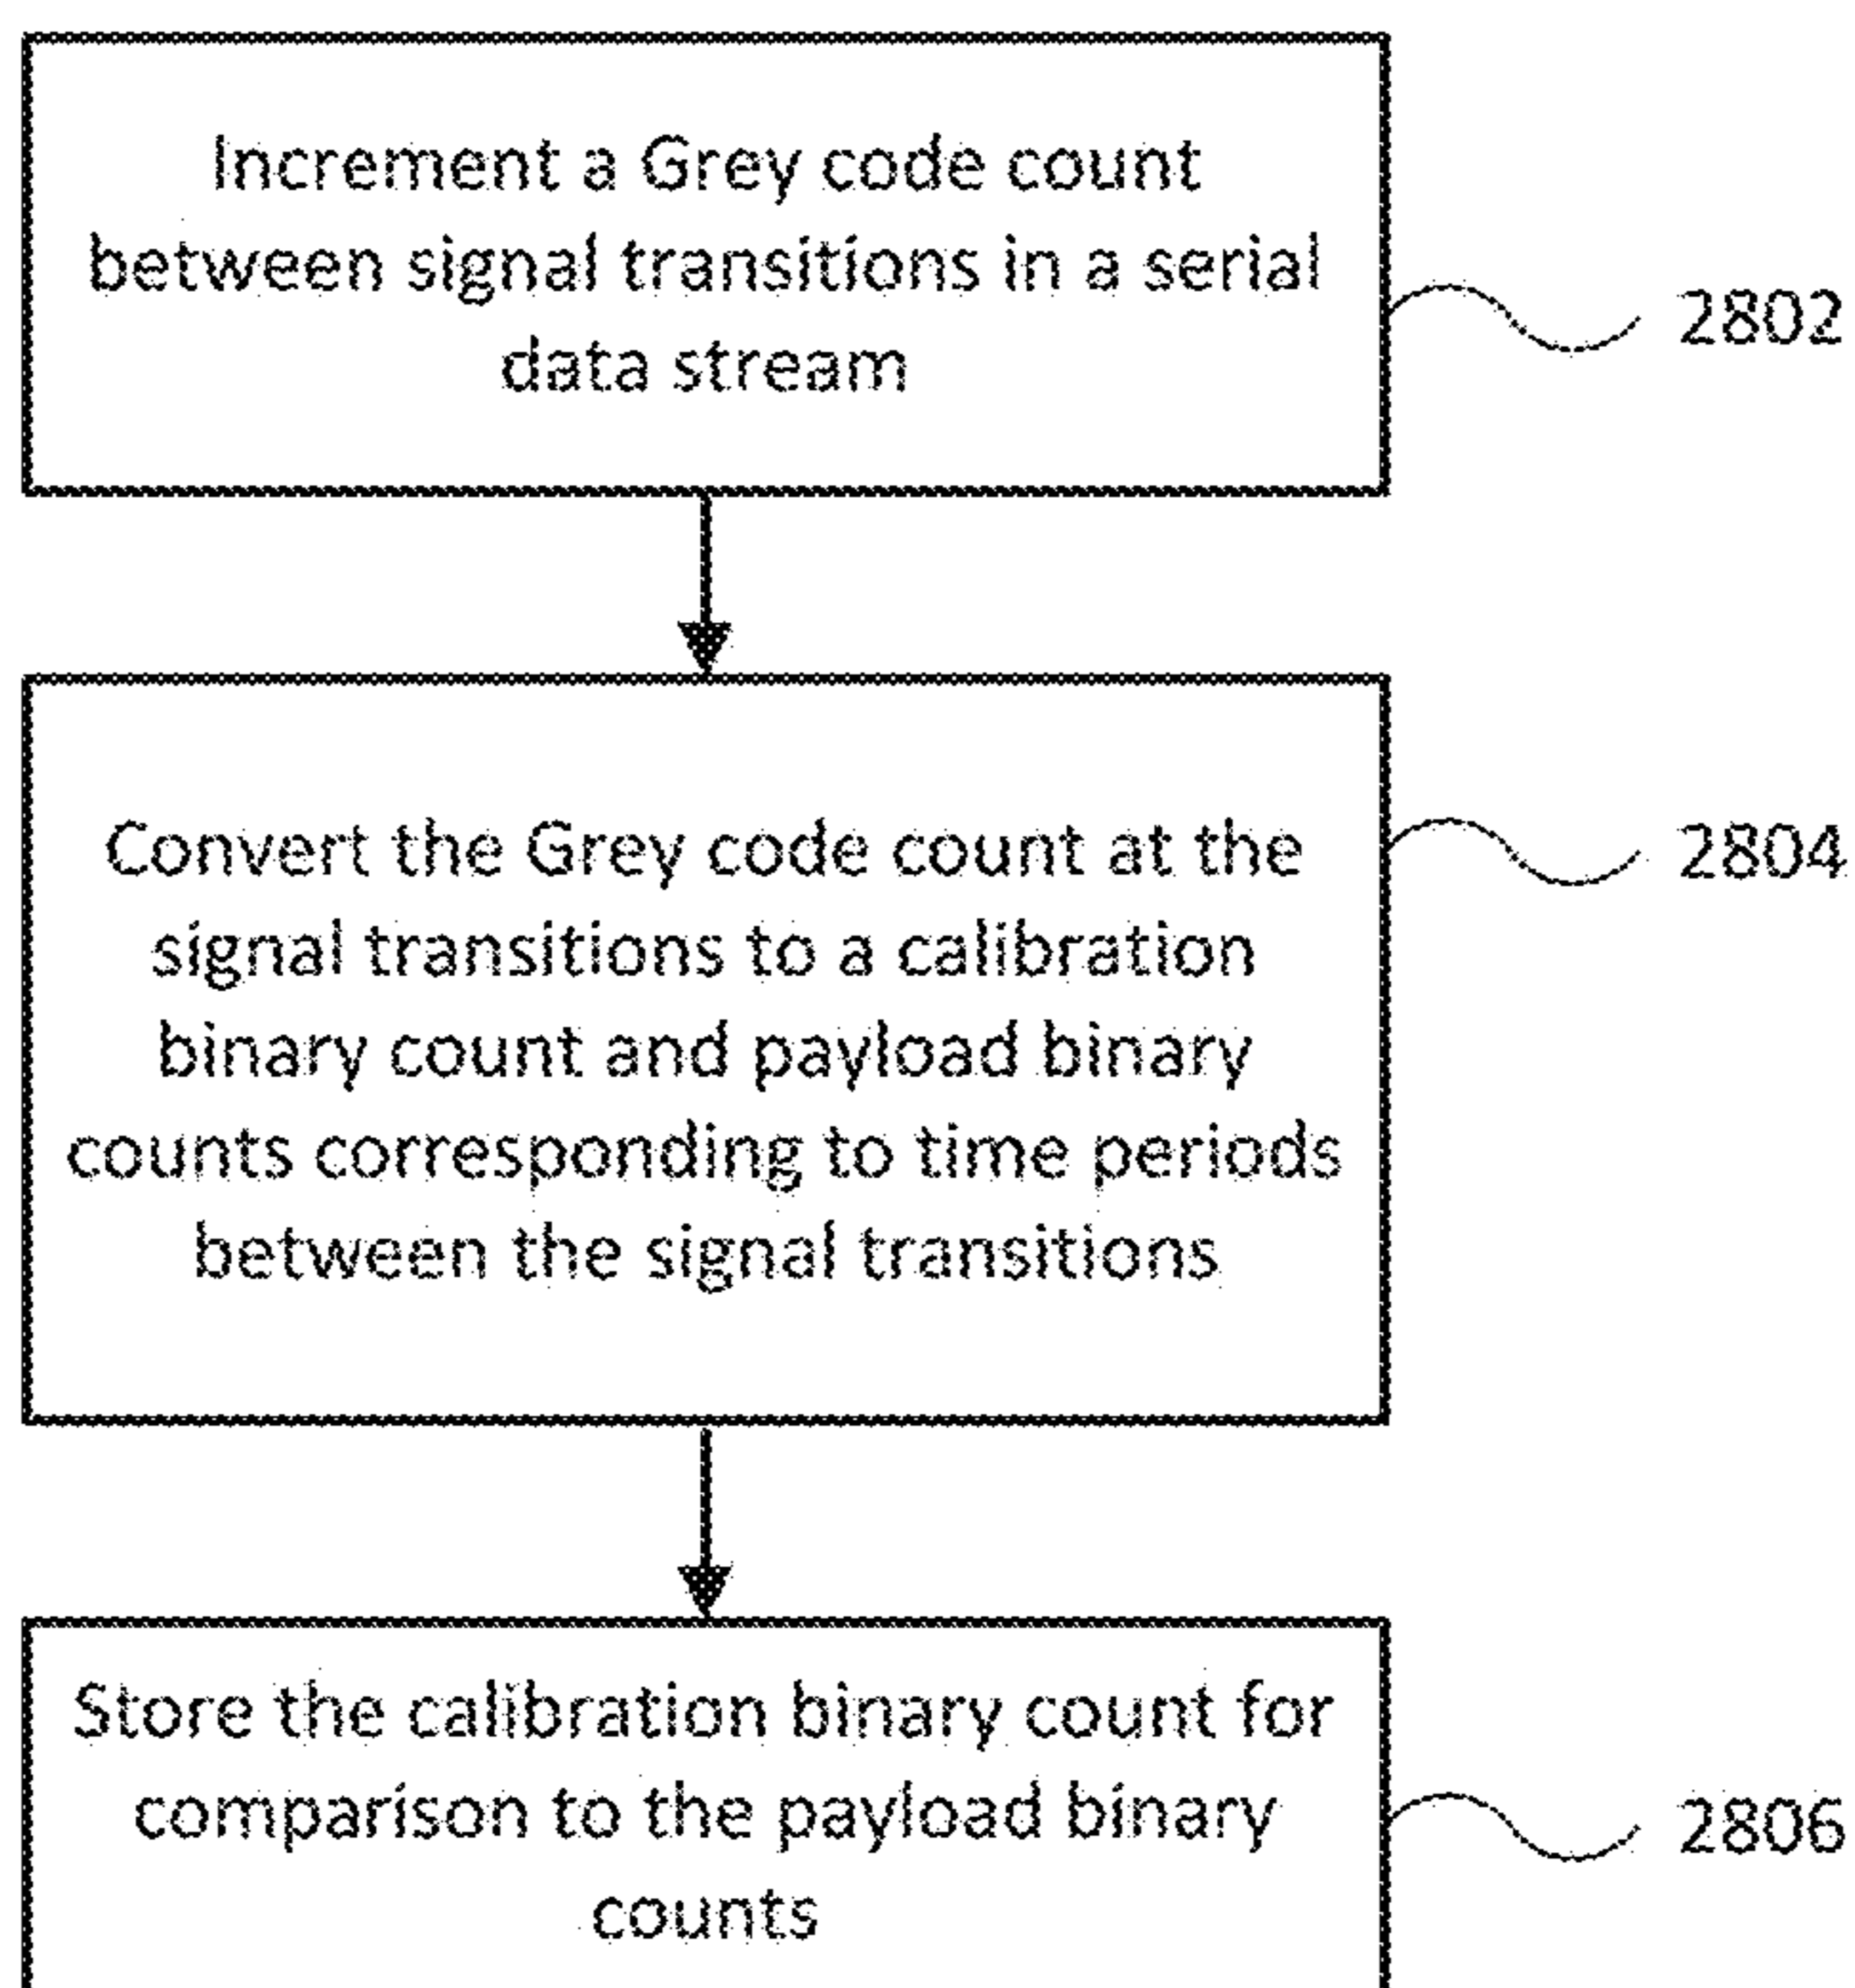 Increment a Grey code count
between signal transitions in a serial
data stream
2802
Convert the Grey code count at the
signal transitions to a calibration
binary count and payload binary
counts corresponding to time periods
between the signal transitions
2804
Store the calibration binary count for
comparison to the payload binary
counts
2806